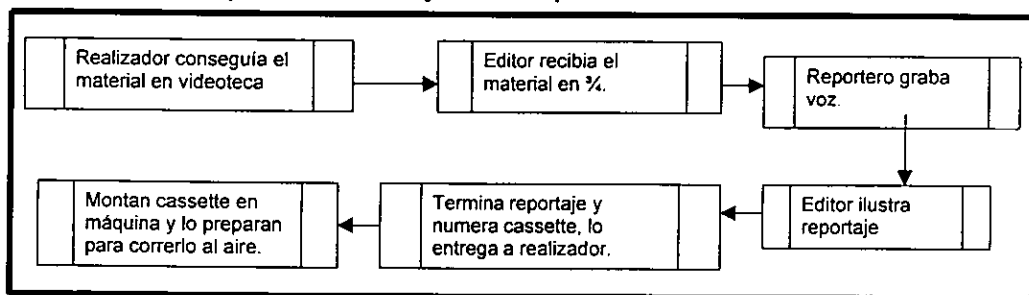 Realizador conseguía el
material en videoteca
Editor recibia el
material en ¾.
Reportero graba
voz.
Editor ilustra
reportaje
Termina reportaje y
numera cassette, lo
entrega a realizador.
Montan cassette en
máquina y lo preparan
para correrlo al aire.